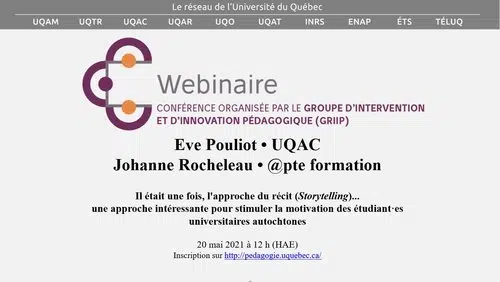 Le réseau de l'Université du Québec
UQAM UQTR UQAC UQAR UQO UQAT INRS ENAP ÉTS TÉLUQ
Webinaire
CONFÉRENCE ORGANISÉE PAR LE GROUPE D'INTERVENTION
ET D'INNOVATION PÉDAGOGIQUE (GRIIP)
Eve Pouliot • UQAC
Johanne Rocheleau • @pte formation
Il était une fois, l'approche du récit (Storytelling)...
une approche intéressante pour stimuler la motivation des étudiant·es
universitaires autochtones
20 mai 2021 à 12 h (HAE)
Inscription sur http://pedagogie.uquebec.ca/